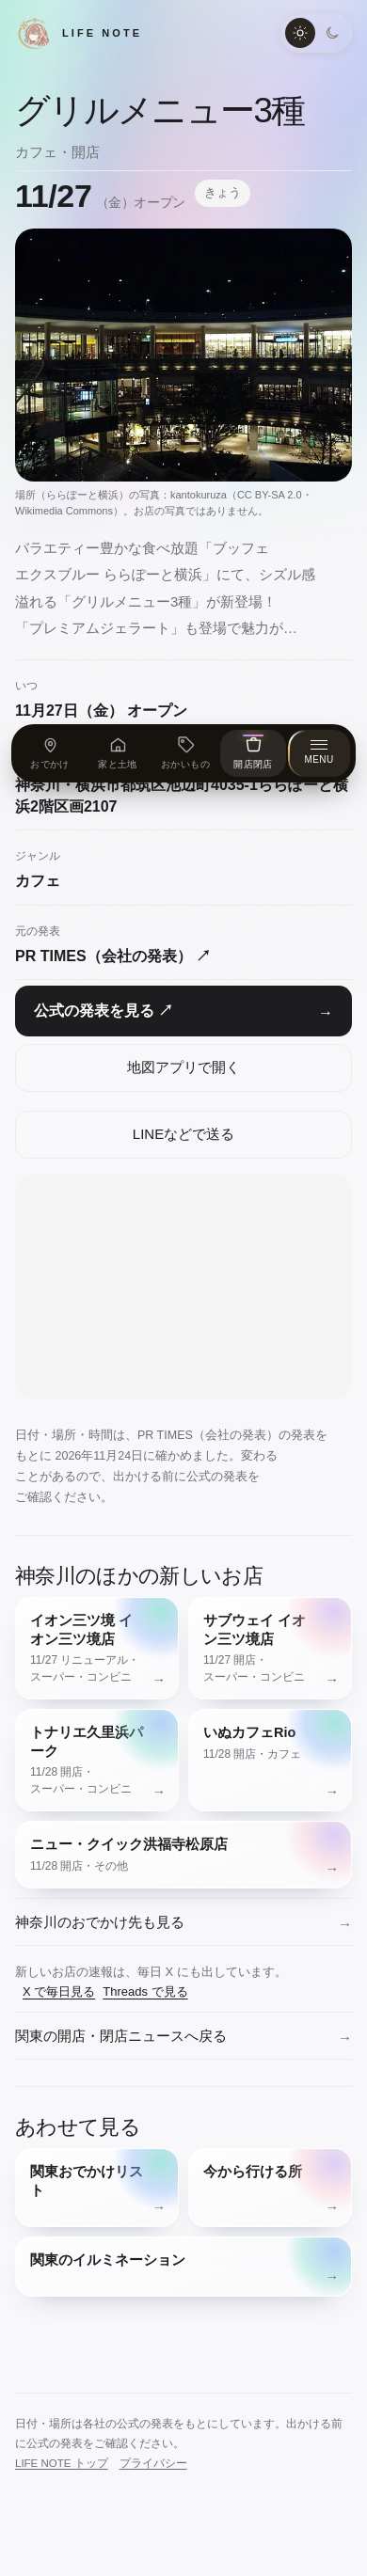 LIFE NOTE
グリルメニュー3種
カフェ・開店
11/27 （金）オープン きょう
場所（ららぽーと横浜）の写真：kantokuruza（CC BY-SA 2.0・
Wikimedia Commons）。お店の写真ではありません。
バラエティー豊かな食べ放題「ブッフェ
エクスブルー ららぽーと横浜」にて、シズル感
溢れる「グリルメニュー3種」が新登場！
「プレミアムジェラート」も登場で魅力が…
いつ
11月27日（金） オープン
おでかけ 家と土地 おかいもの 開店閉店 MENU
神奈川・横浜市都筑区池辺町4035-1ららぽーと横
浜2階区画2107
ジャンル
カフェ
元の発表
PR TIMES（会社の発表） ↗
公式の発表を見る ↗ →
地図アプリで開く
LINEなどで送る
日付・場所・時間は、PR TIMES（会社の発表）の発表を
もとに 2026年11月24日に確かめました。変わる
ことがあるので、出かける前に公式の発表を
ご確認ください。
神奈川のほかの新しいお店
イオン三ツ境 イ
オン三ツ境店
11/27 リニューアル・
スーパー・コンビニ →
サブウェイ イオ
ン三ツ境店
11/27 開店・
スーパー・コンビニ →
トナリエ久里浜パ
ーク
11/28 開店・
スーパー・コンビニ →
いぬカフェRio
11/28 開店・カフェ
→
ニュー・クイック洪福寺松原店
11/28 開店・その他 →
神奈川のおでかけ先も見る →
新しいお店の速報は、毎日 X にも出しています。
X で毎日見る Threads で見る
関東の開店・閉店ニュースへ戻る →
あわせて見る
関東おでかけリス
ト →
今から行ける所
→
関東のイルミネーション
→
日付・場所は各社の公式の発表をもとにしています。出かける前
に公式の発表をご確認ください。
LIFE NOTE トップ プライバシー